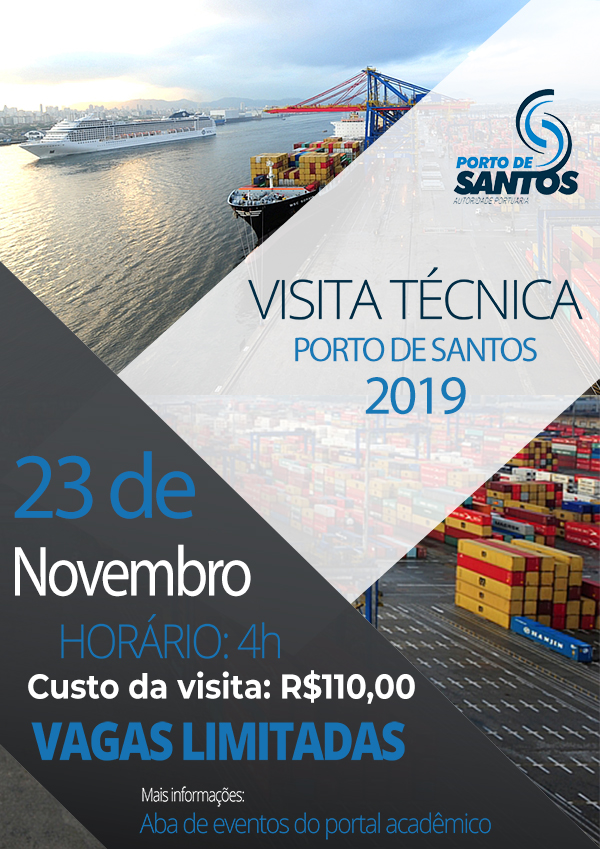 PORTO DE
SANTOS
AUTORIDADE PORTUÁRIA
VISITA TÉCNICA
PORTO DE SANTOS
2019
23 de
Novembro
HORÁRIO: 4h
Custo da visita: R$110,00
VAGAS LIMITADAS
Mais informações:
Aba de eventos do portal acadêmico
HANJIN